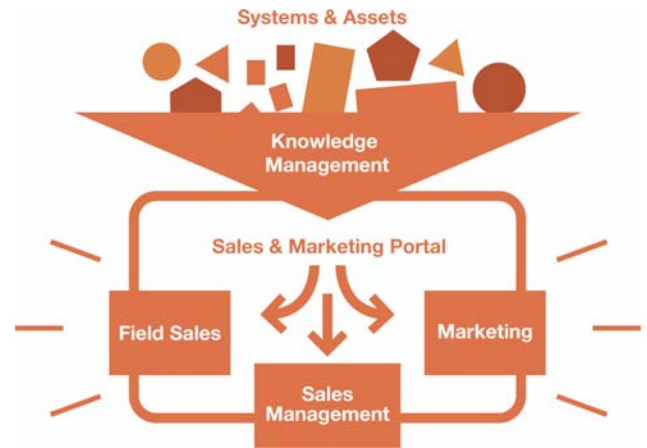 Systems & Assets
Knowledge
Management
Sales & Marketing Portal
Field Sales
Marketing
Sales
Management